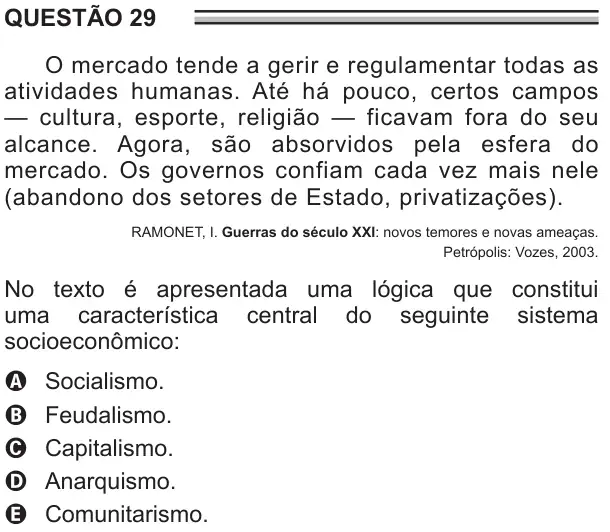 QUESTÃO 29
O mercado tende a gerir e regulamentar todas as
atividades humanas. Até há pouco, certos campos
— cultura, esporte, religião — ficavam fora do seu
alcance. Agora, são absorvidos pela esfera do
mercado. Os governos confiam cada vez mais nele
(abandono dos setores de Estado, privatizações).
RAMONET, I. Guerras do século XXI: novos temores e novas ameaças.
Petrópolis: Vozes, 2003.
No texto é apresentada uma lógica que constitui
uma característica central do seguinte sistema
socioeconômico:
A Socialismo.
B Feudalismo.
C Capitalismo.
D Anarquismo.
E Comunitarismo.